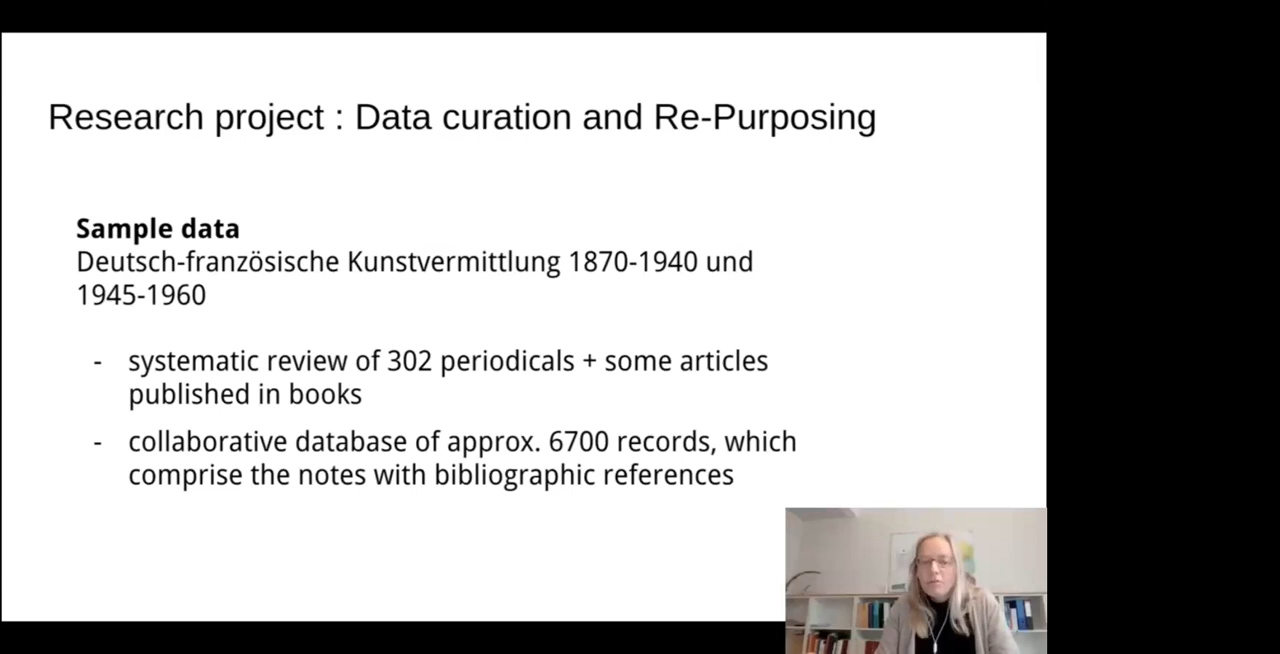 Research project : Data curation and Re-Purposing
Sample data
Deutsch-französische Kunstvermittlung 1870-1940 und
1945-1960
- systematic review of 302 periodicals + some articles
published in books
- collaborative database of approx. 6700 records, which
comprise the notes with bibliographic references